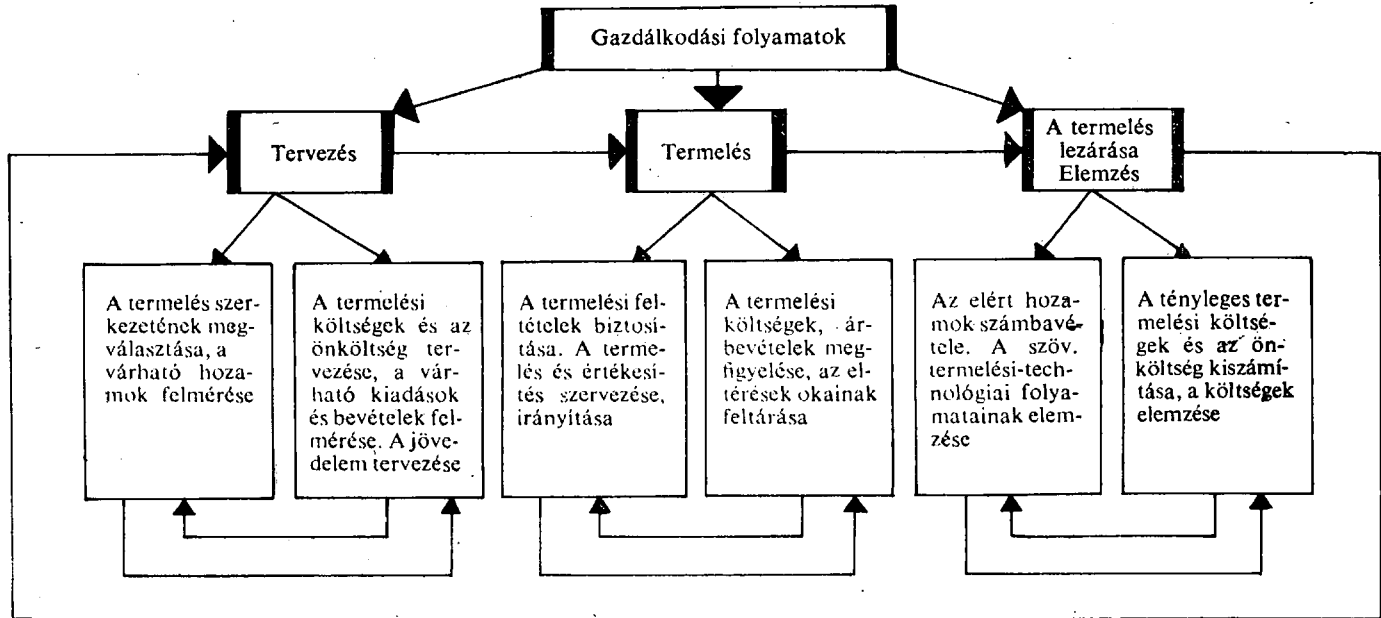 Gazdálkodási folyamatok
Tervezés
Termelés
A termelés
lezárása
Elemzés
A termelés szer-
kezetének meg-
választása, a
várható hoza-
mok felmérése
A termelési
költségek és az
önköltség ter-
vezése, a vár-
ható kiadások
és bevételek fel-
mérése. A jöve-
delem tervezése
A termelési fel-
tételek biztosí-
tása. A terme-
lés és értékesí-
tés szervezése,
irányítása
A termelési
költségek, ár-
bevételek meg-
figyelése, az el-
térések okainak
feltárása
Az elért hoza-
mok számbavé-
tele. A szöv.
termelési-tech-
nológiai folya-
matainak elem-
zése
A tényleges ter-
melési költsé-
gek és az ön-
költség kiszámí-
tása, a költségek
elemzése